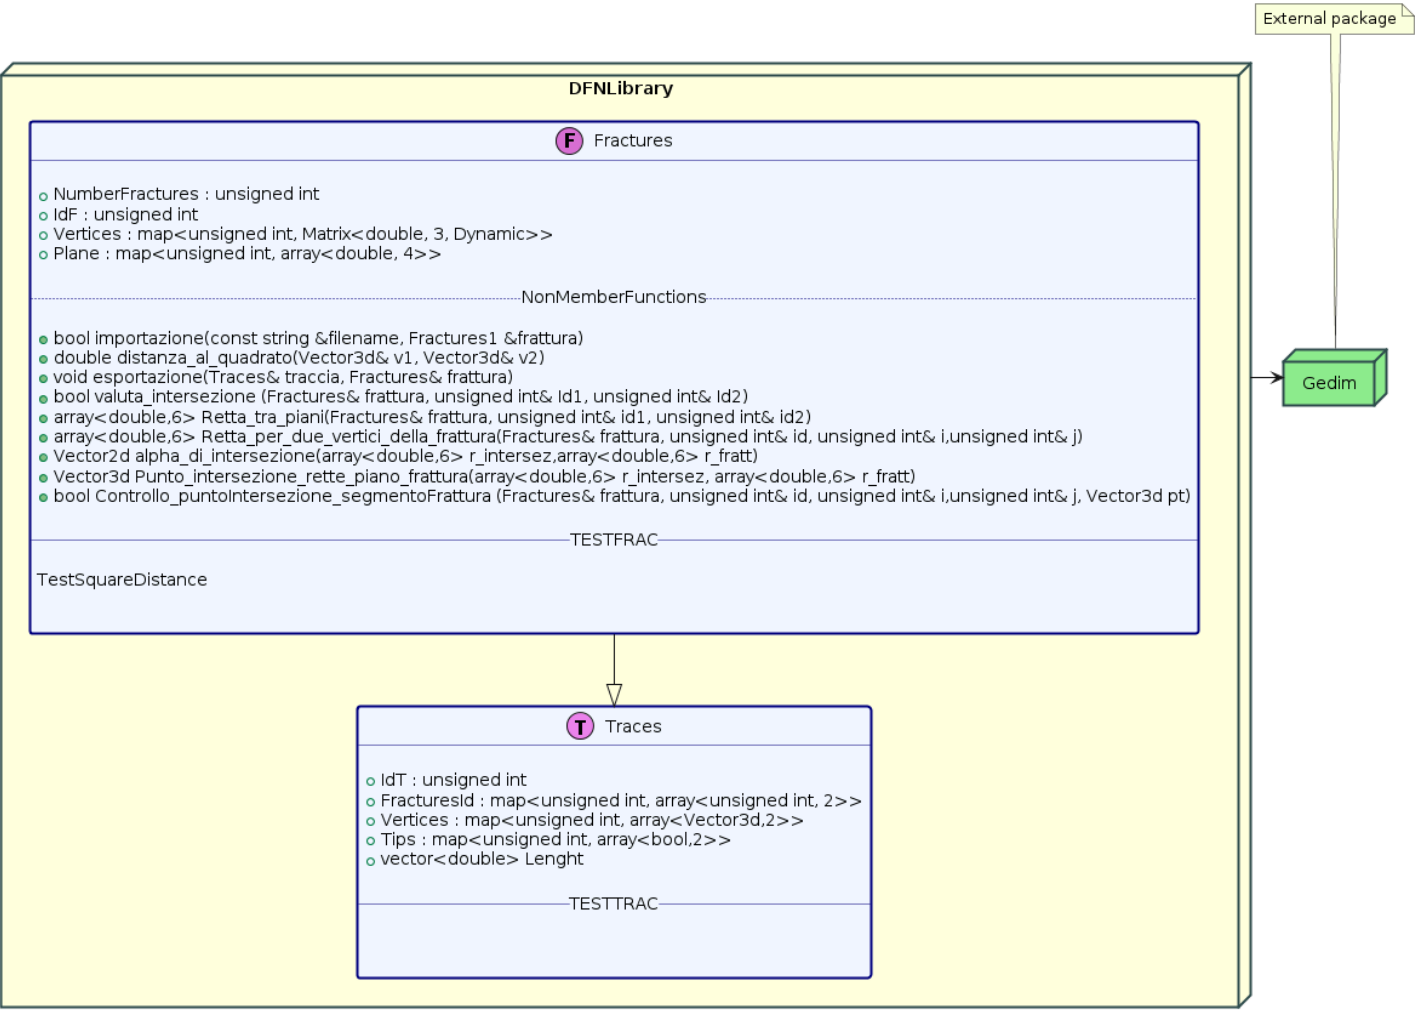 External package
DFNLibrary
F Fractures
NumberFractures : unsigned int
IdF : unsigned int
Vertices : map<unsigned int, Matrix<double, 3, Dynamic>>
Plane : map<unsigned int, array<double, 4>>
NonMemberFunctions
bool importazione(const string &filename, Fractures1 &frattura)
double distanza_al_quadrato(Vector3d& v1, Vector3d& v2)
void esportazione(Traces& traccia, Fractures& frattura)
bool valuta_intersezione (Fractures& frattura, unsigned int& Id1, unsigned int& Id2)
array<double,6> Retta_tra_piani(Fractures& frattura, unsigned int& id1, unsigned int& id2)
array<double,6> Retta_per_due_vertici_della_frattura(Fractures& frattura, unsigned int& id, unsigned int& i,unsigned int& j)
Vector2d alpha_di_intersezione(array<double,6> r_intersez,array<double,6> r_fratt)
Vector3d Punto_intersezione_rette_piano_frattura(array<double,6> r_intersez, array<double,6> r_fratt)
bool Controllo_puntoIntersezione_segmentoFrattura (Fractures& frattura, unsigned int& id, unsigned int& i,unsigned int& j, Vector3d pt)
TESTFRAC
TestSquareDistance
Gedim
T Traces
IdT : unsigned int
FracturesId : map<unsigned int, array<unsigned int, 2>>
Vertices : map<unsigned int, array<Vector3d,2>>
Tips : map<unsigned int, array<bool,2>>
vector<double> Lenght
TESTTRAC